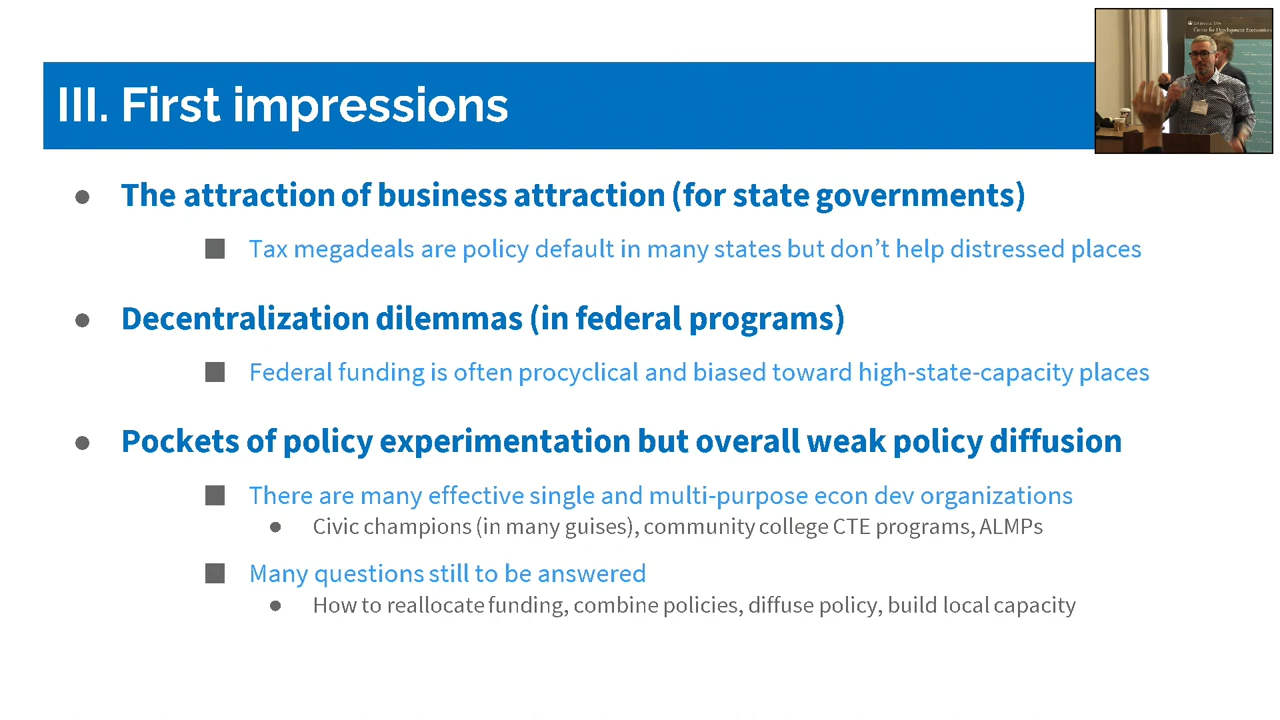 III. First impressions
● The attraction of business attraction (for state governments)
■ Tax megadeals are policy default in many states but don’t help distressed places
● Decentralization dilemmas (in federal programs)
■ Federal funding is often procyclical and biased toward high-state-capacity places
● Pockets of policy experimentation but overall weak policy diffusion
■ There are many effective single and multi-purpose econ dev organizations
● Civic champions (in many guises), community college CTE programs, ALMPs
■ Many questions still to be answered
● How to reallocate funding, combine policies, diffuse policy, build local capacity
Center for Development Economics